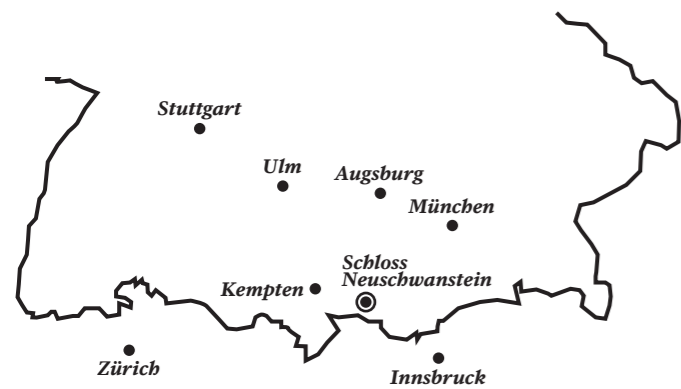 Stuttgart
Ulm
Augsburg
München
Schloss
Neuschwanstein
Kempten
Zürich
Innsbruck